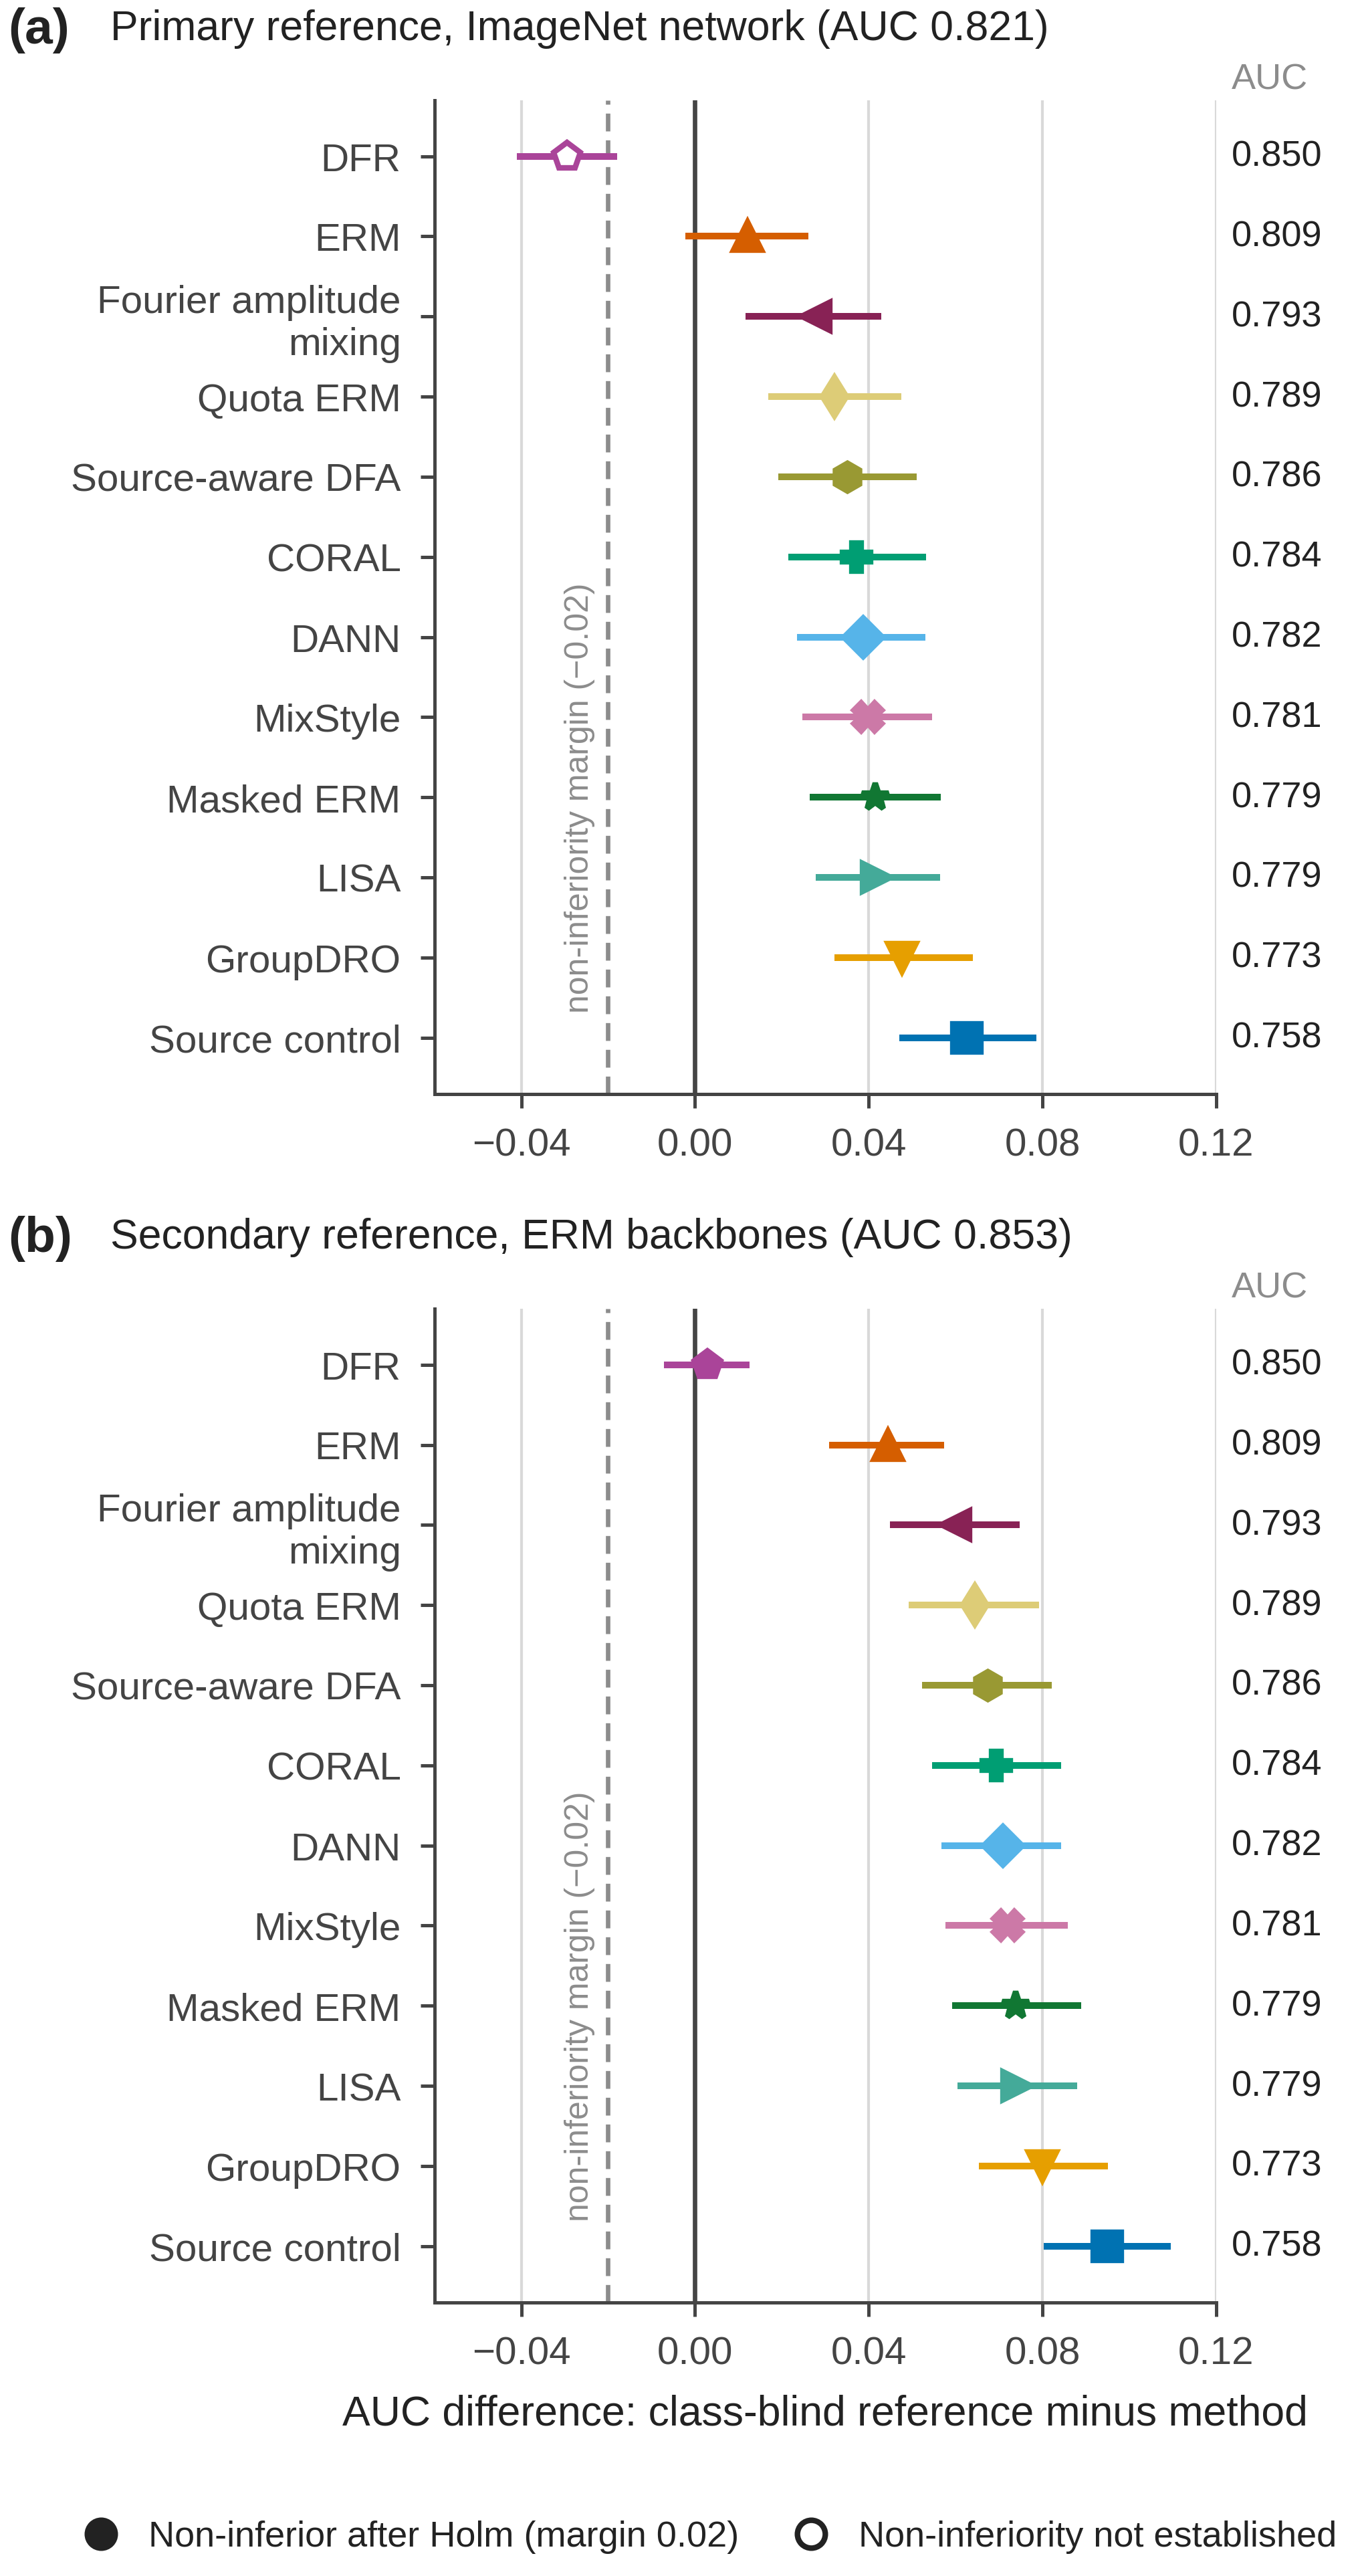 (a) Primary reference, ImageNet network (AUC 0.821)
AUC
DFR 0.850
ERM 0.809
Fourier amplitude
mixing 0.793
Quota ERM 0.789
Source-aware DFA 0.786
CORAL 0.784
DANN 0.782
MixStyle 0.781
Masked ERM 0.779
LISA 0.779
GroupDRO 0.773
Source control 0.758
non-inferiority margin (−0.02)
−0.04 0.00 0.04 0.08 0.12
(b) Secondary reference, ERM backbones (AUC 0.853)
AUC
DFR 0.850
ERM 0.809
Fourier amplitude
mixing 0.793
Quota ERM 0.789
Source-aware DFA 0.786
CORAL 0.784
DANN 0.782
MixStyle 0.781
Masked ERM 0.779
LISA 0.779
GroupDRO 0.773
Source control 0.758
non-inferiority margin (−0.02)
−0.04 0.00 0.04 0.08 0.12
AUC difference: class-blind reference minus method
Non-inferior after Holm (margin 0.02) Non-inferiority not established